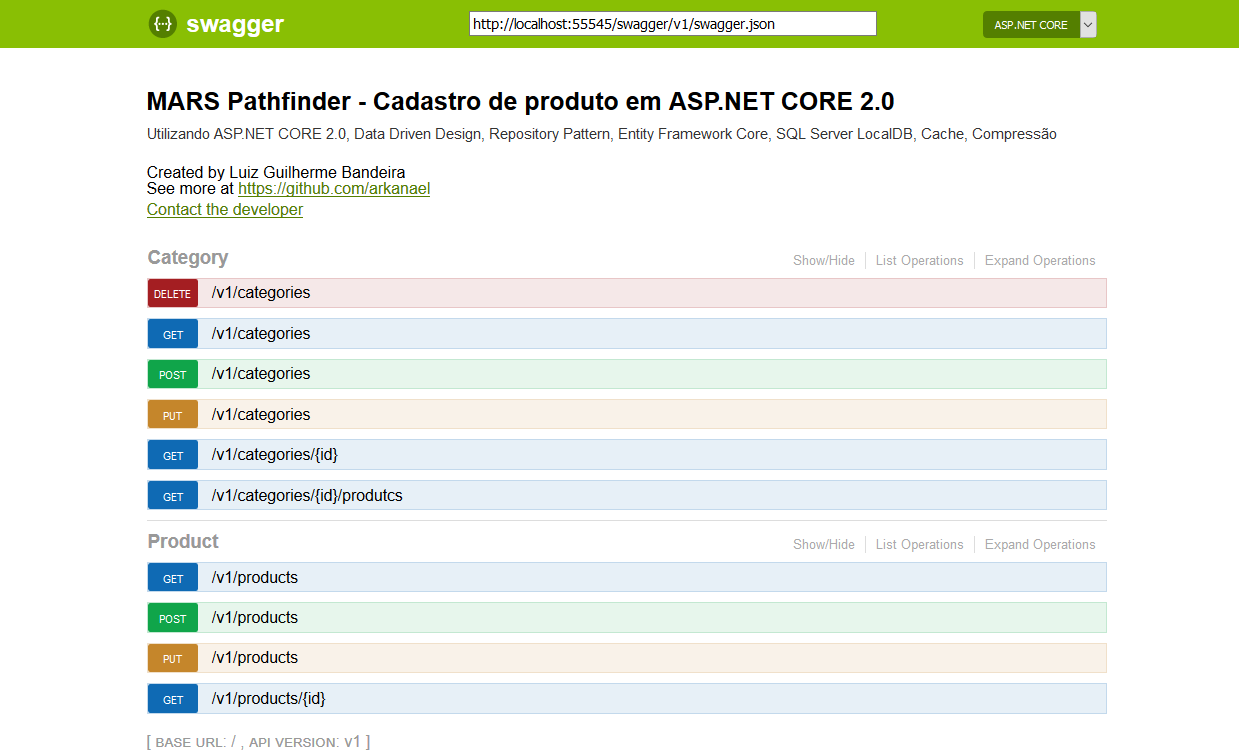 {··} swagger http://localhost:55545/swagger/v1/swagger.json ASP.NET CORE
MARS Pathfinder - Cadastro de produto em ASP.NET CORE 2.0
Utilizando ASP.NET CORE 2.0, Data Driven Design, Repository Pattern, Entity Framework Core, SQL Server LocalDB, Cache, Compressão
Created by Luiz Guilherme Bandeira
See more at https://github.com/arkanael
Contact the developer
Category Show/Hide List Operations Expand Operations
DELETE /v1/categories
GET /v1/categories
POST /v1/categories
PUT /v1/categories
GET /v1/categories/{id}
GET /v1/categories/{id}/produtcs
Product Show/Hide List Operations Expand Operations
GET /v1/products
POST /v1/products
PUT /v1/products
GET /v1/products/{id}
[ BASE URL: / , API VERSION: v1 ]